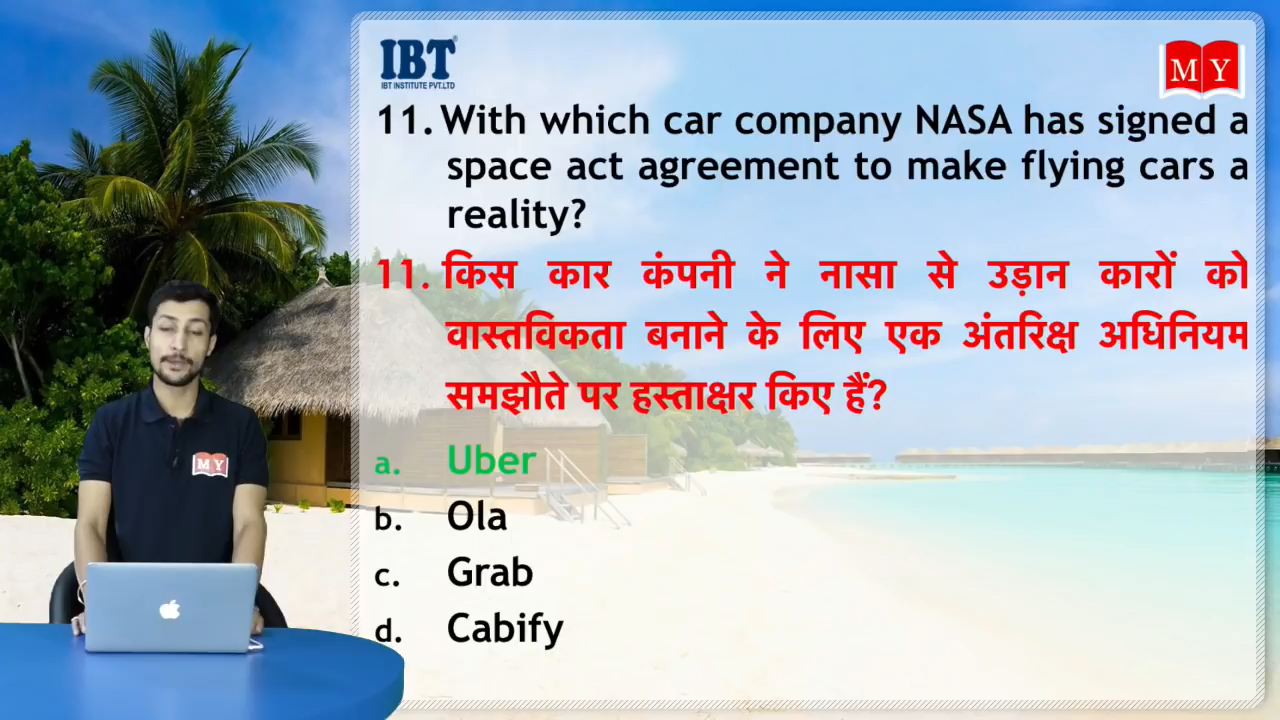 IBT
IBT INSTITUTE PVT.LTD
M Y
11. With which car company NASA has signed a
space act agreement to make flying cars a
reality?
11. किस कार कंपनी ने नासा से उड़ान कारों को
वास्तविकता बनाने के लिए एक अंतरिक्ष अधिनियम
समझौते पर हस्ताक्षर किए हैं?
a. Uber
b. Ola
c. Grab
d. Cabify
M Y